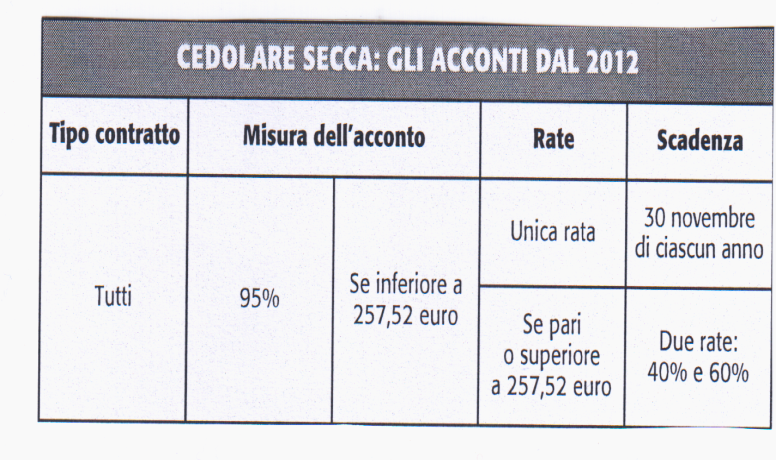 CEDOLARE SECCA: GLI ACCONTI DAL 2012
Tipo contratto
Misura dell'acconto
Rate
Scadenza
Tutti
95%
Se inferiore a
257,52 euro
Unica rata
30 novembre
di ciascun anno
Se pari
o superiore
a 257,52 euro
Due rate:
40% e 60%